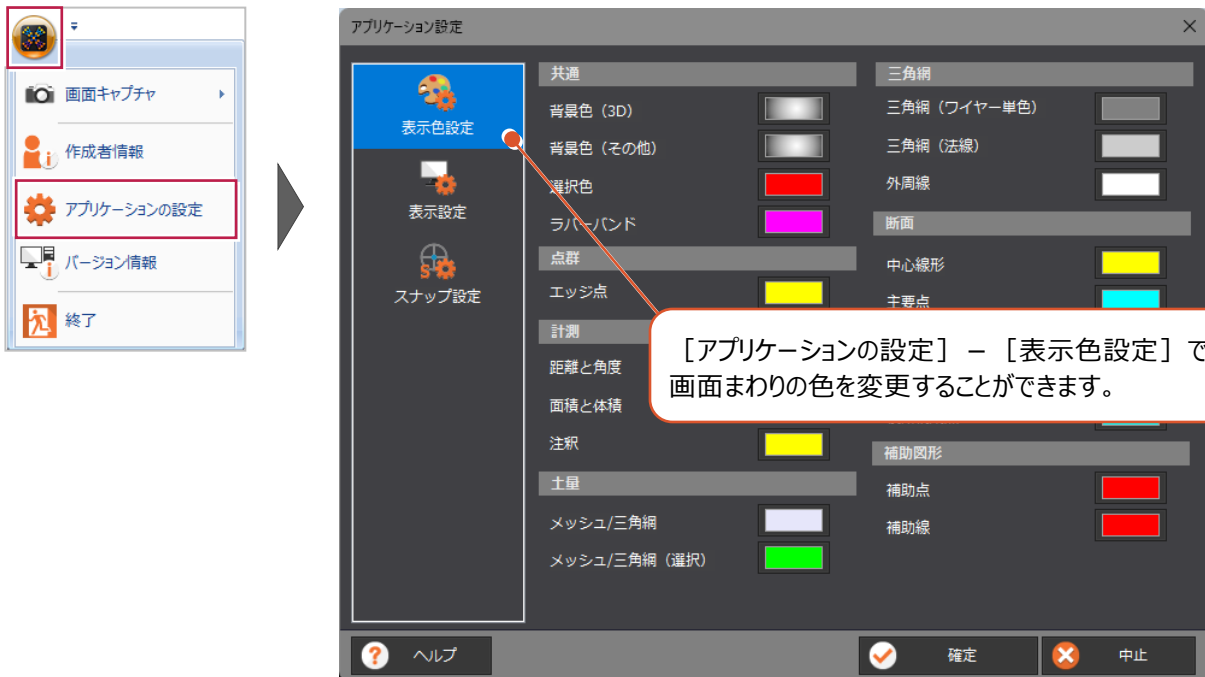 画面キャプチャ
作成者情報
アプリケーションの設定
バージョン情報
終了
アプリケーション設定
表示色設定
表示設定
スナップ設定
共通
背景色（3D）
背景色（その他）
選択色
ラバーバンド
点群
エッジ点
計測
距離と角度
面積と体積
注釈
土量
メッシュ/三角網
メッシュ/三角網（選択）
三角網
三角網（ワイヤー単色）
三角網（法線）
外周線
断面
中心線形
主要点
補助図形
補助点
補助線
［アプリケーションの設定］－［表示色設定］で
画面まわりの色を変更することができます。
ヘルプ
確定
中止